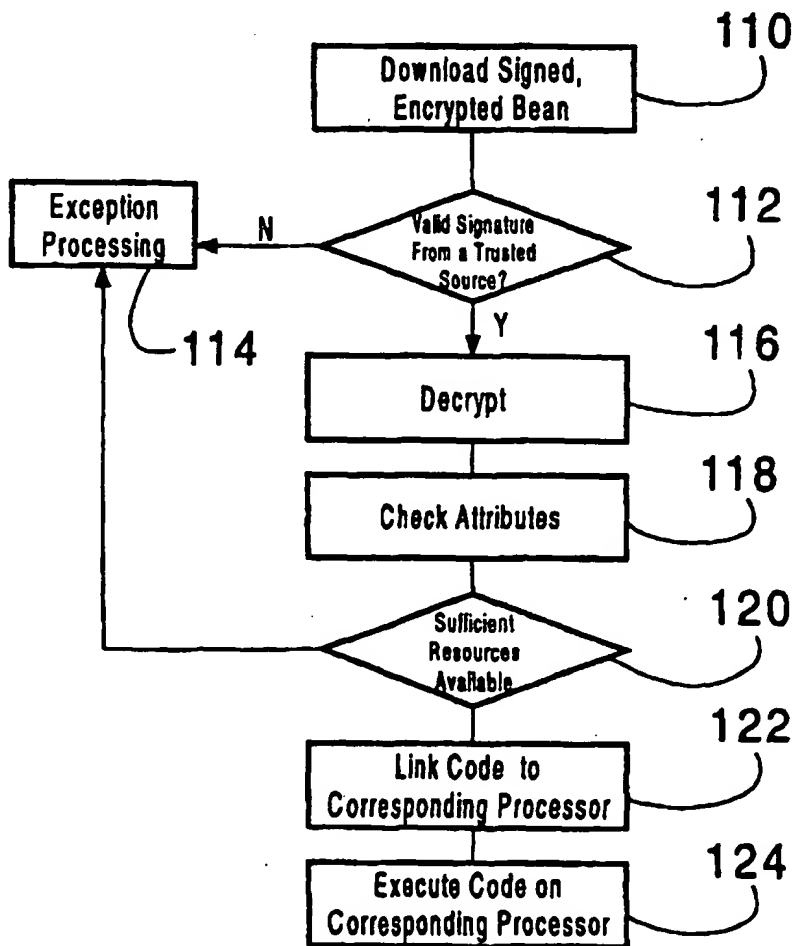 110
Download Signed,
Encrypted Bean
112
Valid Signature
From a Trusted
Source?
N
Exception
Processing
114
Y
116
Decrypt
118
Check Attributes
120
Sufficient
Resources
Available
122
Link Code to
Corresponding Processor
124
Execute Code on
Corresponding Processor